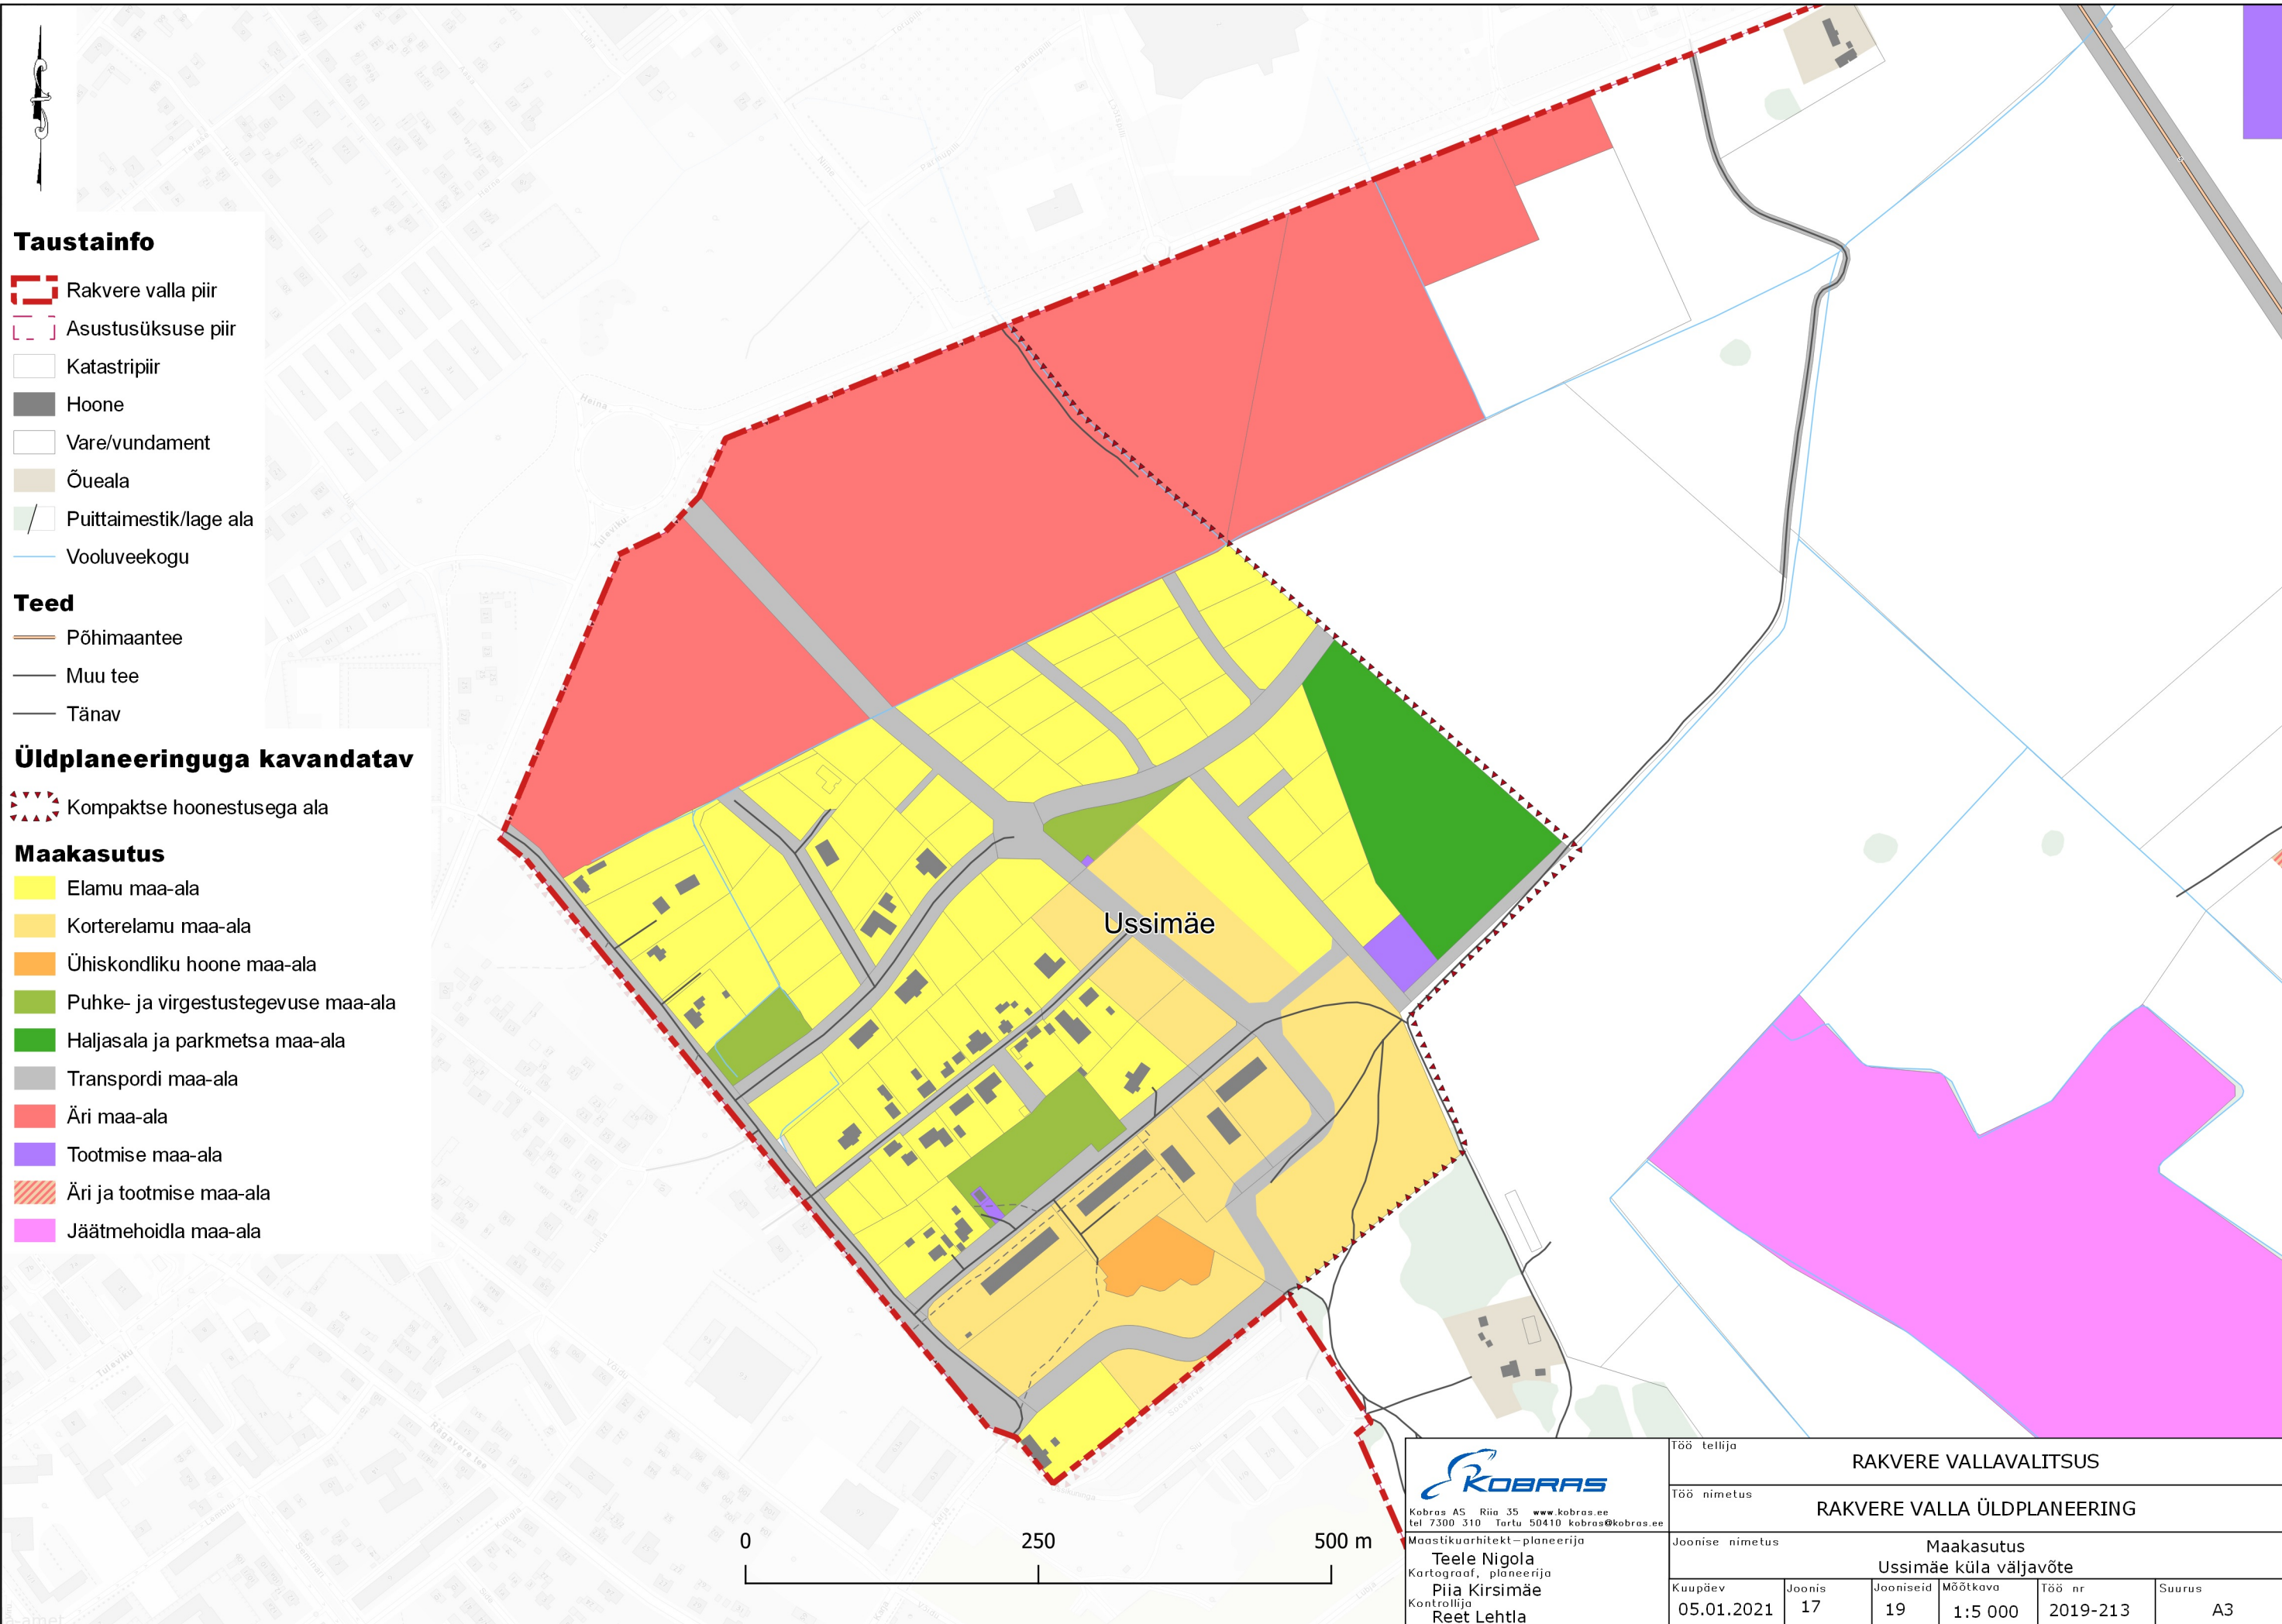 Taustainfo
Rakvere valla piir
Asustusüksuse piir
Katastripiir
Hoone
Vare/vundament
Õueala
Puittaimestik/lage ala
Vooluveekogu
Teed
Põhimaantee
Muu tee
Tänav
Üldplaneeringuga kavandatav
Kompaktse hoonestusega ala
Maakasutus
Elamu maa-ala
Korterelamu maa-ala
Ühiskondliku hoone maa-ala
Puhke- ja virgestustegevuse maa-ala
Haljasala ja parkmetsa maa-ala
Transpordi maa-ala
Äri maa-ala
Tootmise maa-ala
Äri ja tootmise maa-ala
Jäätmehoidla maa-ala
Heina
Tuleviku
Ussimäe
Tuleviku
Rägavere tee
Võidu
0 250 500 m
KOBRAS
Kobras AS Riia 35 www.kobras.ee
tel 7300 310 Tartu 50410 kobras@kobras.ee
Maastikuarhitekt-planeerija
Teele Nigola
Kartograaf, planeerija
Piia Kirsimäe
Kontrollija
Reet Lehtla
Töö tellija
RAKVERE VALLAVALITSUS
Töö nimetus
RAKVERE VALLA ÜLDPLANEERING
Joonise nimetus
Maakasutus
Ussimäe küla väljavõte
Kuupäev
05.01.2021
Joonis
17
Jooniseid
19
Mõõtkava
1:5 000
Töö nr
2019-213
Suurus
A3